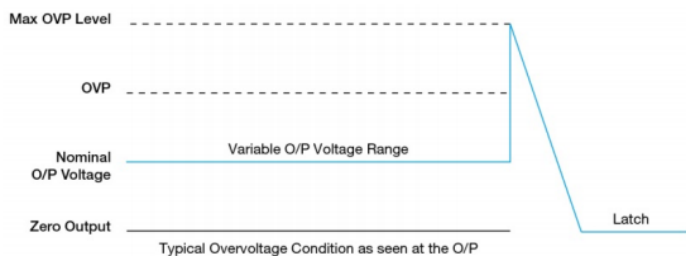 Max OVP Level
OVP
Variable O/P Voltage Range
Nominal
O/P Voltage
Zero Output
Latch
Typical Overvoltage Condition as seen at the O/P